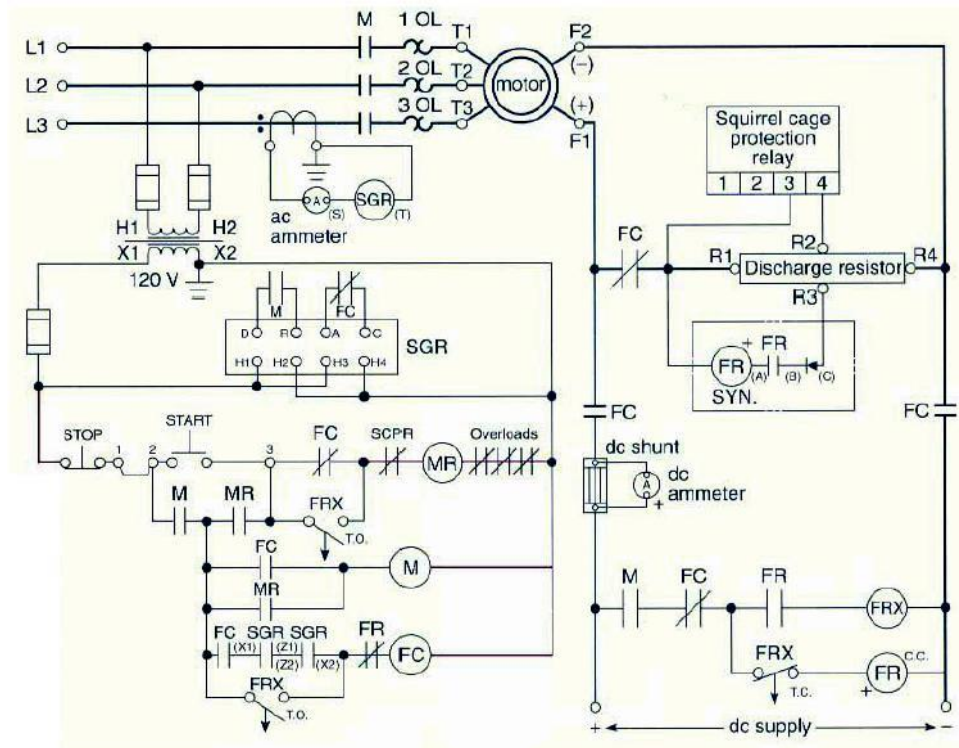 M 1 OL T1 F2
L1
(−)
2 OL T2
L2
motor
(+)
3 OL T3
L3
F1
Squirrel cage
protection
relay
1 2 3 4
A (S) SGR (T)
ac
ammeter
H1 H2
X1 X2
120 V
FC
R1 R2 R4
Discharge resistor
R3
M FC
D R A C
SGR
H1 H2 H3 H4
+ FR
FR (A) (B) (C)
SYN.
FC FC
STOP 1 2 START 3 FC SCPR MR Overloads
dc shunt
A
dc
ammeter
+
M MR FRX
T.O.
FC
M
MR
M FC FR FRX
FC SGR SGR FR
(X1) (Z1)
(Z2) (X2)
FC
FRX
T.O.
FRX
T.C.
FR C.C.
+
+ dc supply −